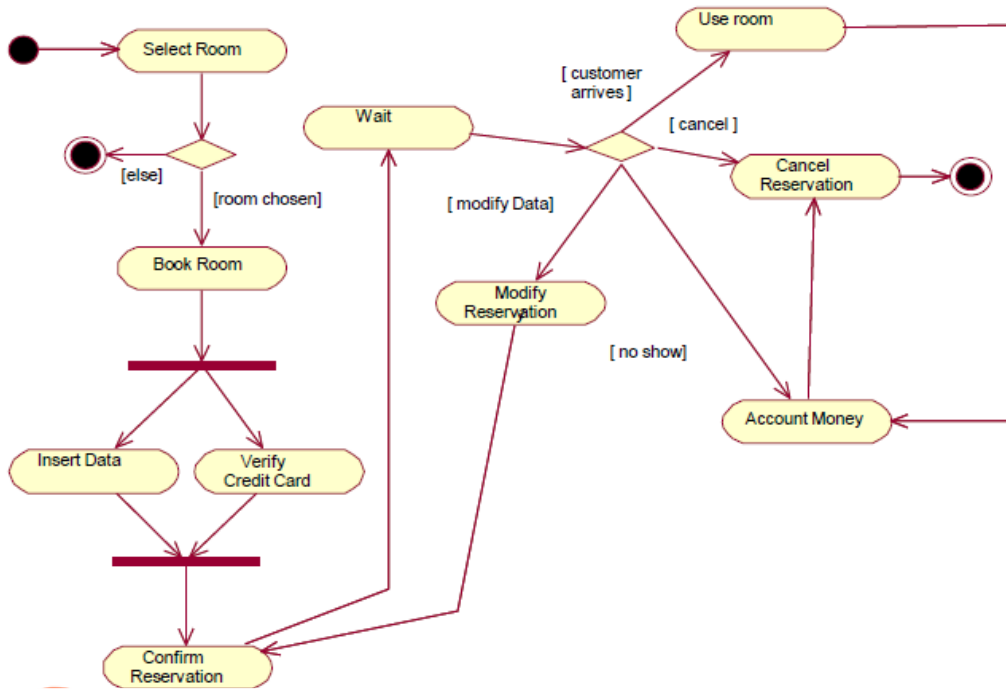 Select Room
[else]
[room chosen]
Book Room
Insert Data
Verify
Credit Card
Confirm
Reservation
Wait
[ customer
arrives ]
Use room
[ cancel ]
Cancel
Reservation
[ modify Data]
Modify
Reservation
[ no show]
Account Money